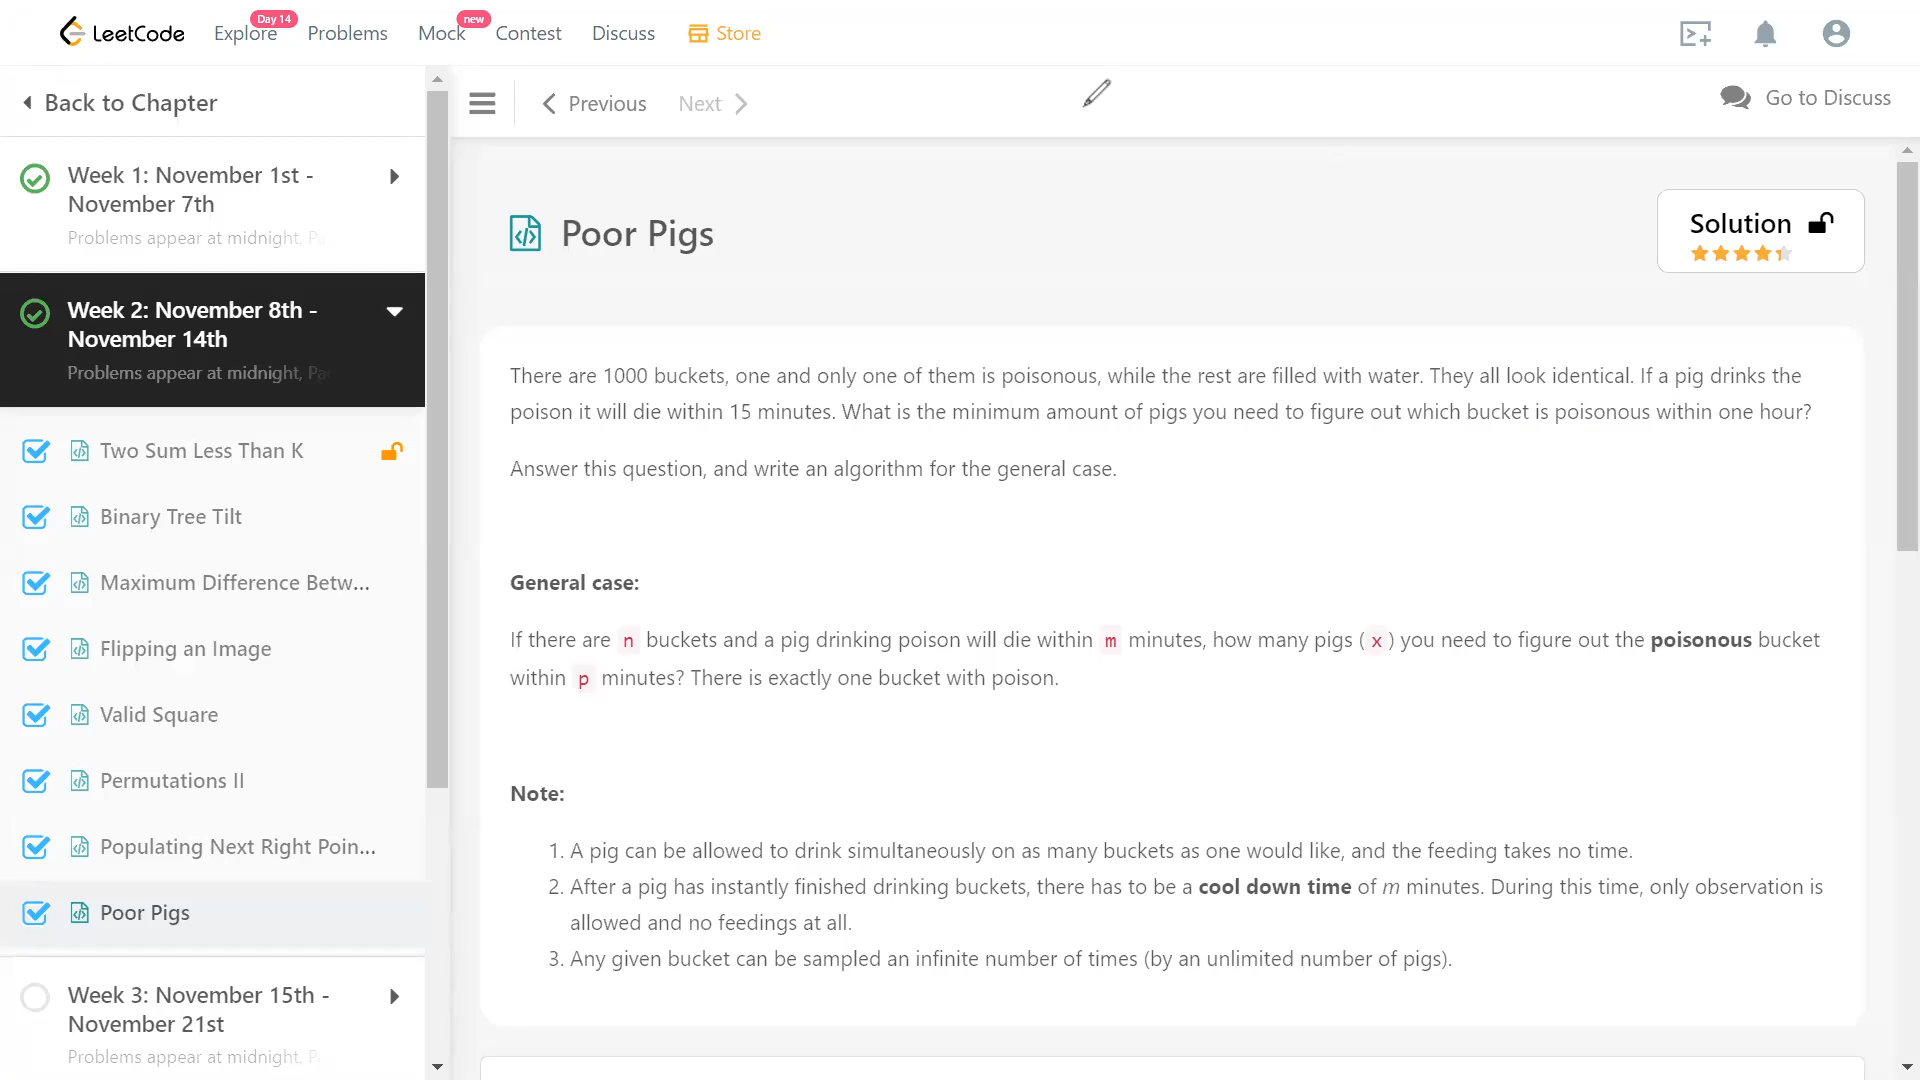 LeetCode
Explore
Day 14
Problems
Mock
new
Contest
Discuss
Store
Back to Chapter
Previous
Next
Go to Discuss
Week 1: November 1st -
November 7th
Problems appear at midnight,
Week 2: November 8th -
November 14th
Problems appear at midnight,
Two Sum Less Than K
Binary Tree Tilt
Maximum Difference Betw...
Flipping an Image
Valid Square
Permutations II
Populating Next Right Poin...
Poor Pigs
Week 3: November 15th -
November 21st
Problems appear at midnight,
Poor Pigs
Solution
There are 1000 buckets, one and only one of them is poisonous, while the rest are filled with water. They all look identical. If a pig drinks the
poison it will die within 15 minutes. What is the minimum amount of pigs you need to figure out which bucket is poisonous within one hour?
Answer this question, and write an algorithm for the general case.
General case:
If there are n buckets and a pig drinking poison will die within m minutes, how many pigs (x) you need to figure out the poisonous bucket
within p minutes? There is exactly one bucket with poison.
Note:
1. A pig can be allowed to drink simultaneously on as many buckets as one would like, and the feeding takes no time.
2. After a pig has instantly finished drinking buckets, there has to be a cool down time of m minutes. During this time, only observation is
allowed and no feedings at all.
3. Any given bucket can be sampled an infinite number of times (by an unlimited number of pigs).